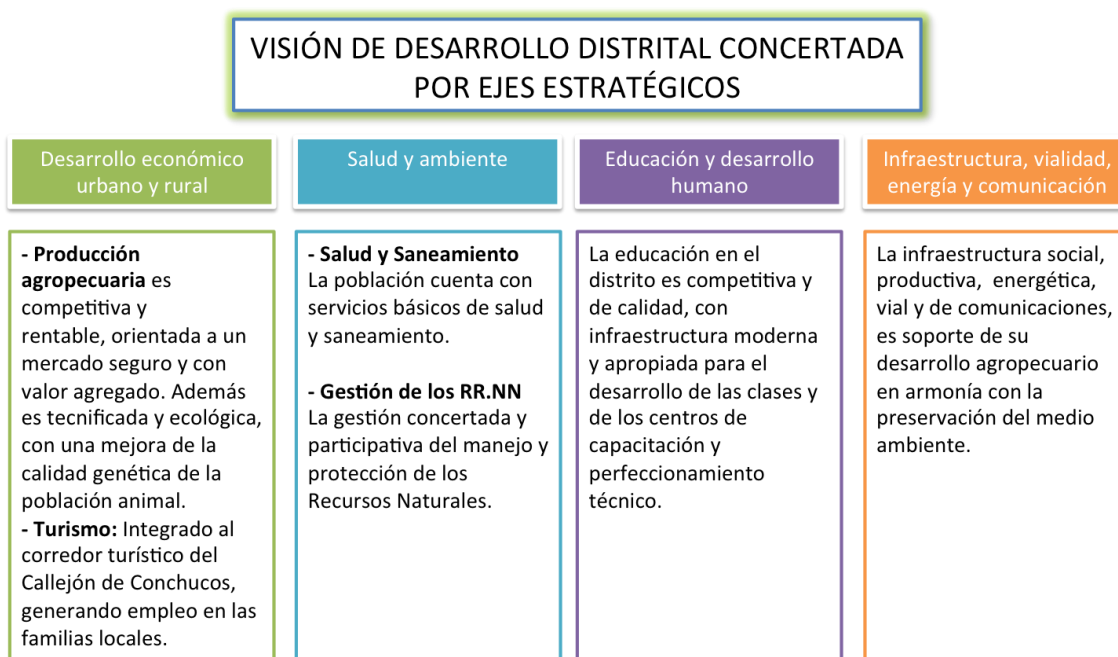 VISIÓN DE DESARROLLO DISTRITAL CONCERTADA
POR EJES ESTRATÉGICOS
Desarrollo económico
urbano y rural
- Producción
agropecuaria es
competitiva y
rentable, orientada a un
mercado seguro y con
valor agregado. Además
es tecnificada y ecológica,
con una mejora de la
calidad genética de la
población animal.
- Turismo: Integrado al
corredor turístico del
Callejón de Conchucos,
generando empleo en las
familias locales.
Salud y ambiente
- Salud y Saneamiento
La población cuenta con
servicios básicos de salud
y saneamiento.
- Gestión de los RR.NN
La gestión concertada y
participativa del manejo y
protección de los
Recursos Naturales.
Educación y desarrollo
humano
La educación en el
distrito es competitiva y
de calidad, con
infraestructura moderna
y apropiada para el
desarrollo de las clases y
de los centros de
capacitación y
perfeccionamiento
técnico.
Infraestructura, vialidad,
energía y comunicación
La infraestructura social,
productiva, energética,
vial y de comunicaciones,
es soporte de su
desarrollo agropecuario
en armonía con la
preservación del medio
ambiente.